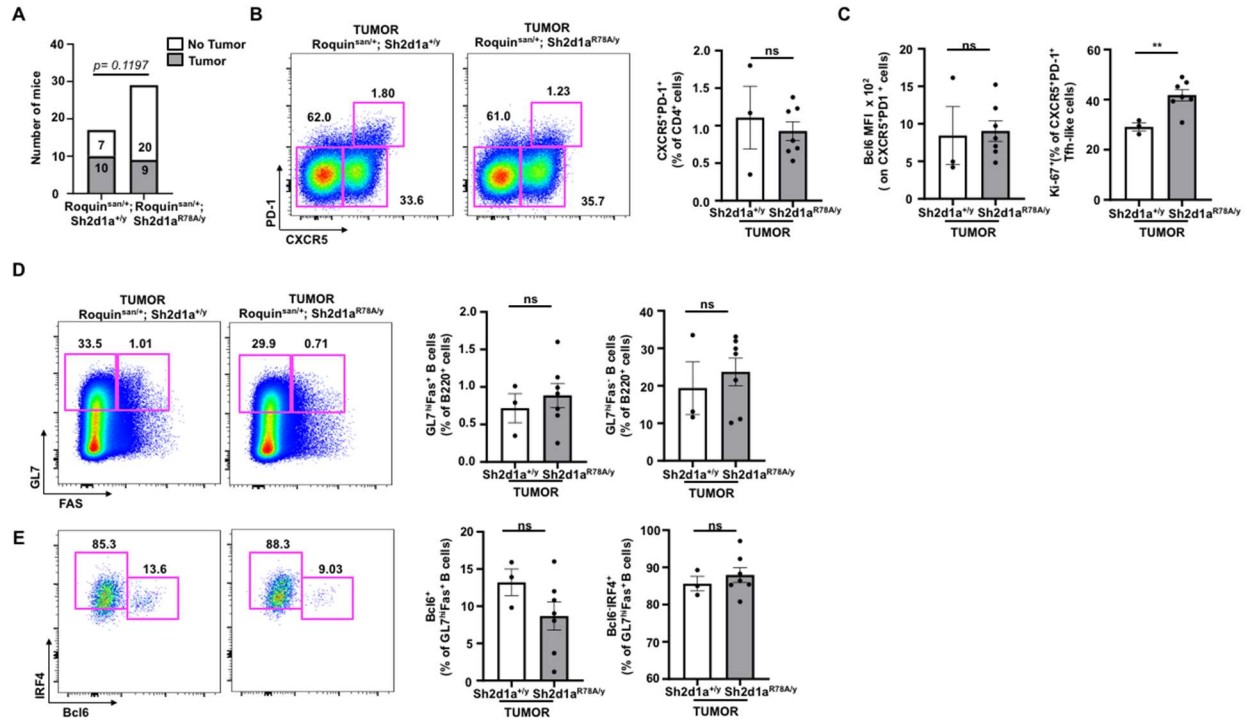 A
40
30
20
10
0
Number of mice
p= 0.1197
No Tumor
Tumor
7
10
20
9
Roquinsan/+; Roquinsan/+;
Sh2d1a+/y Sh2d1aR78A/y
B
TUMOR
Roquinsan/+; Sh2d1a+/y
62.0
1.80
33.6
PD-1
CXCR5
TUMOR
Roquinsan/+; Sh2d1aR78A/y
61.0
1.23
35.7
CXCR5+PD-1+
(% of CD4+ cells)
2.0
1.5
1.0
0.5
0.0
ns
Sh2d1a+/y Sh2d1aR78A/y
TUMOR
C
Bcl6 MFI x 102
( on CXCR5+PD1 + cells)
20
15
10
5
0
ns
Sh2d1a+/y Sh2d1aR78A/y
TUMOR
Ki-67+(% of CXCR5+PD-1+
Tfh-like cells)
60
40
20
0
**
Sh2d1a+/y Sh2d1aR78A/y
TUMOR
D
TUMOR
Roquinsan/+; Sh2d1a+/y
33.5
1.01
GL7
FAS
TUMOR
Roquinsan/+; Sh2d1aR78A/y
29.9
0.71
GL7hiFas+ B cells
(% of B220+ cells)
2.0
1.5
1.0
0.5
0.0
ns
Sh2d1a+/y Sh2d1aR78A/y
TUMOR
GL7hiFas- B cells
(% of B220+ cells)
40
30
20
10
0
ns
Sh2d1a+/y Sh2d1aR78A/y
TUMOR
E
85.3
13.6
IRF4
Bcl6
88.3
9.03
Bcl6+
(% of GL7hiFas+ B cells)
20
15
10
5
0
ns
Sh2d1a+/y Sh2d1aR78A/y
TUMOR
Bcl6-IRF4+
(% of GL7hiFas+ B cells)
100
90
80
70
60
ns
Sh2d1a+/y Sh2d1aR78A/y
TUMOR